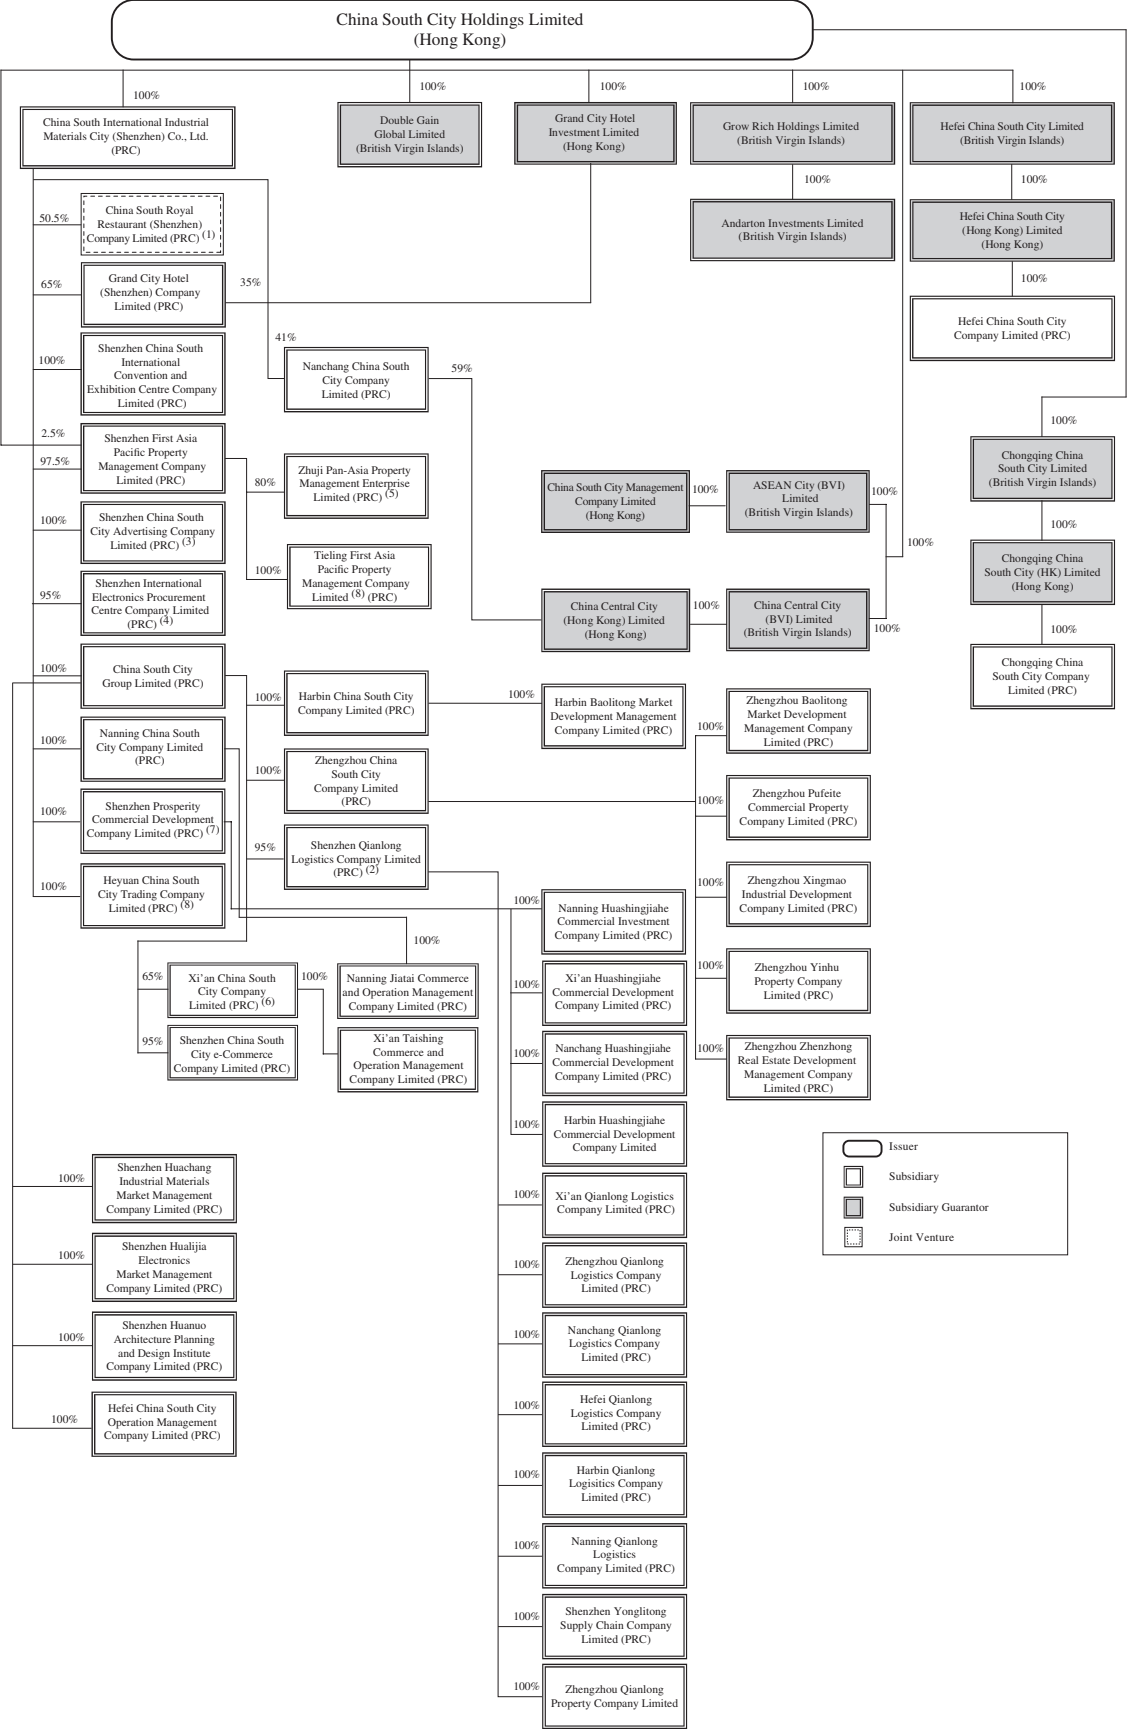 China South City Holdings Limited
(Hong Kong)
100%
100%
100%
100%
100%
China South International Industrial
Materials City (Shenzhen) Co., Ltd.
(PRC)
Double Gain
Global Limited
(British Virgin Islands)
Grand City Hotel
Investment Limited
(Hong Kong)
Grow Rich Holdings Limited
(British Virgin Islands)
Hefei China South City Limited
(British Virgin Islands)
100%
100%
Andarton Investments Limited
(British Virgin Islands)
Hefei China South City
(Hong Kong) Limited
(Hong Kong)
100%
Hefei China South City
Company Limited (PRC)
50.5%
China South Royal
Restaurant (Shenzhen)
Company Limited (PRC) (1)
65%
Grand City Hotel
(Shenzhen) Company
Limited (PRC)
35%
100%
Shenzhen China South
International
Convention and
Exhibition Centre Company
Limited (PRC)
41%
Nanchang China South
City Company
Limited (PRC)
59%
2.5%
97.5%
Shenzhen First Asia
Pacific Property
Management Company
Limited (PRC)
80%
Zhuji Pan-Asia Property
Management Enterprise
Limited (PRC) (5)
100%
Tieling First Asia
Pacific Property
Management Company
Limited (8) (PRC)
China South City Management
Company Limited
(Hong Kong)
100%
ASEAN City (BVI)
Limited
(British Virgin Islands)
100%
100%
China Central City
(Hong Kong) Limited
(Hong Kong)
100%
China Central City
(BVI) Limited
(British Virgin Islands)
100%
100%
Chongqing China
South City Limited
(British Virgin Islands)
100%
Chongqing China
South City (HK) Limited
(Hong Kong)
100%
Chongqing China
South City Company
Limited (PRC)
100%
Shenzhen China South
City Advertising Company
Limited (PRC) (3)
95%
Shenzhen International
Electronics Procurement
Centre Company Limited
(PRC) (4)
100%
China South City
Group Limited (PRC)
100%
Nanning China South
City Company Limited
(PRC)
100%
Shenzhen Prosperity
Commercial Development
Company Limited (PRC) (7)
100%
Heyuan China South
City Trading Company
Limited (PRC) (8)
100%
Harbin China South City
Company Limited (PRC)
100%
Harbin Baolitong Market
Development Management
Company Limited (PRC)
100%
Zhengzhou China
South City
Company Limited
(PRC)
95%
Shenzhen Qianlong
Logistics Company Limited
(PRC) (2)
100%
Zhengzhou Baolitong
Market Development
Management Company
Limited (PRC)
100%
Zhengzhou Pufeite
Commercial Property
Company Limited (PRC)
100%
Zhengzhou Xingmao
Industrial Development
Company Limited (PRC)
100%
Zhengzhou Yinhu
Property Company
Limited (PRC)
100%
Zhengzhou Zhenzhong
Real Estate Development
Management Company
Limited (PRC)
65%
Xi’an China South
City Company
Limited (PRC) (6)
100%
100%
Nanning Jiatai Commerce
and Operation Management
Company Limited (PRC)
95%
Shenzhen China South
City e-Commerce
Company Limited (PRC)
Xi’an Taishing
Commerce and
Operation Management
Company Limited (PRC)
100%
Nanning Huashingjiahe
Commercial Investment
Company Limited (PRC)
100%
Xi’an Huashingjiahe
Commercial Development
Company Limited (PRC)
100%
Nanchang Huashingjiahe
Commercial Development
Company Limited (PRC)
100%
Harbin Huashingjiahe
Commercial Development
Company Limited
100%
Xi’an Qianlong Logistics
Company Limited (PRC)
100%
Zhengzhou Qianlong
Logistics Company
Limited (PRC)
100%
Nanchang Qianlong
Logistics Company
Limited (PRC)
100%
Hefei Qianlong
Logistics Company
Limited (PRC)
100%
Harbin Qianlong
Logisitics Company
Limited (PRC)
100%
Nanning Qianlong
Logistics
Company Limited (PRC)
100%
Shenzhen Yonglitong
Supply Chain Company
Limited (PRC)
100%
Zhengzhou Qianlong
Property Company Limited
100%
Shenzhen Huachang
Industrial Materials
Market Management
Company Limited (PRC)
100%
Shenzhen Hualijia
Electronics
Market Management
Company Limited (PRC)
100%
Shenzhen Huanuo
Architecture Planning
and Design Institute
Company Limited (PRC)
100%
Hefei China South City
Operation Management
Company Limited (PRC)
Issuer
Subsidiary
Subsidiary Guarantor
Joint Venture